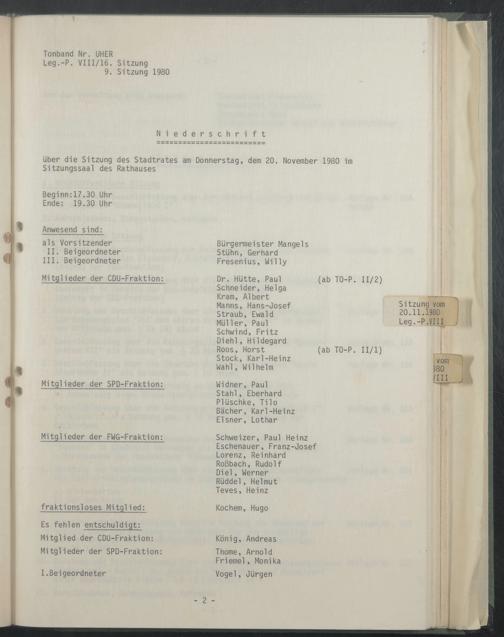 Tonband Nr. UHER
Leg.-P. VIII/16. Sitzung
9. Sitzung 1980
Niederschrift
über die Sitzung des Stadtrates am Donnerstag, dem 20. November 1980 im
Sitzungssaal des Rathauses
Beginn:17.30 Uhr
Ende: 19.30 Uhr
Anwesend sind:
als Vorsitzender Bürgermeister Mangels
II. Beigeordneter Stühn, Gerhard
III. Beigeordneter Fresenius, Willy
Mitglieder der CDU-Fraktion: Dr. Hütte, Paul (ab TO-P. II/2)
Schneider, Helga
Kram, Albert
Manns, Hans-Josef
Straub, Ewald
Müller, Paul
Schwind, Fritz
Diehl, Hildegard
Roos, Horst (ab TO-P. II/1)
Stock, Karl-Heinz
Wahl, Wilhelm
Mitglieder der SPD-Fraktion: Widner, Paul
Stahl, Eberhard
Plüschke, Tilo
Bächer, Karl-Heinz
Elsner, Lothar
Mitglieder der FWG-Fraktion: Schweizer, Paul Heinz
Eschenauer, Franz-Josef
Lorenz, Reinhard
Roßbach, Rudolf
Diel, Werner
Rüddel, Helmut
Teves, Heinz
fraktionsloses Mitglied: Kochem, Hugo
Es fehlen entschuldigt:
Mitglied der CDU-Fraktion: König, Andreas
Mitglieder der SPD-Fraktion: Thome, Arnold
Friemel, Monika
I.Beigeordneter Vogel, Jürgen
- 2 -
Sitzung vom
20.11.1980
Leg.-P.VIII
vom
980
VIII